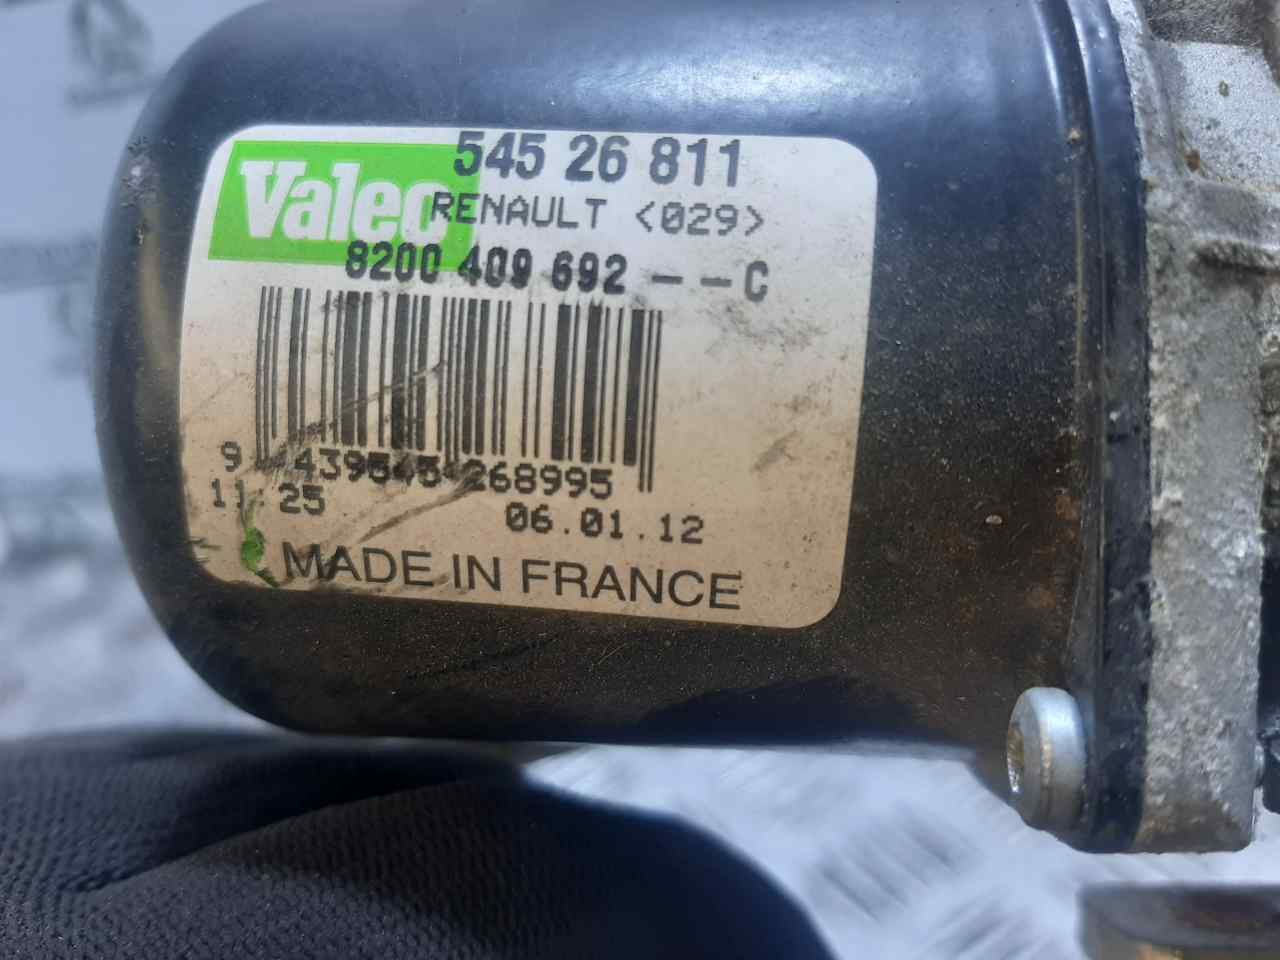 Valeo
545 26 811
RENAULT <029>
8200 409 692 --C
9 439545 268995
11 25
06.01.12
MADE IN FRANCE